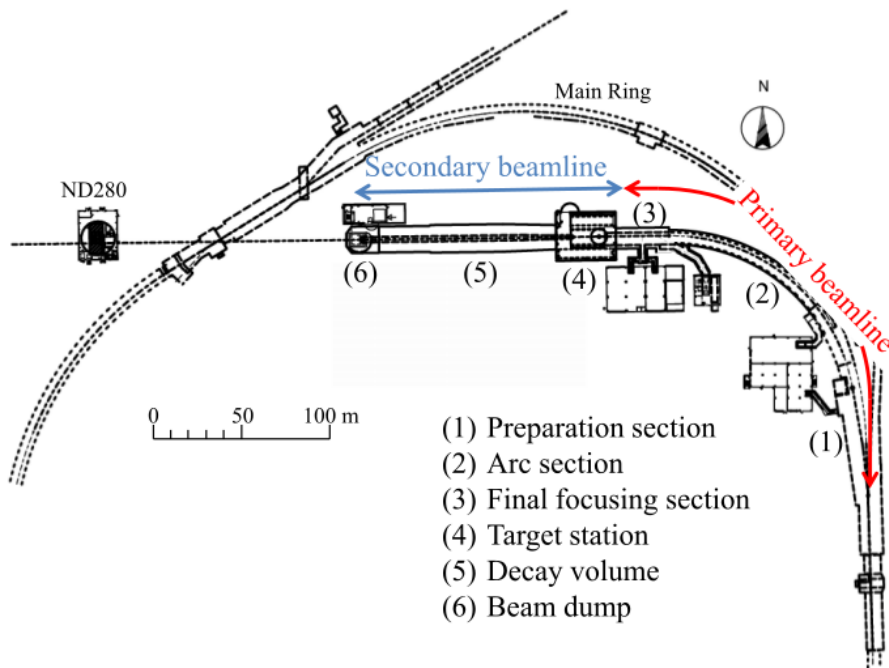 N
Main Ring
Secondary beamline
ND280
Primary beamline
(3)
(6)
(5)
(4)
(2)
(1)
0 50 100 m
(1) Preparation section
(2) Arc section
(3) Final focusing section
(4) Target station
(5) Decay volume
(6) Beam dump